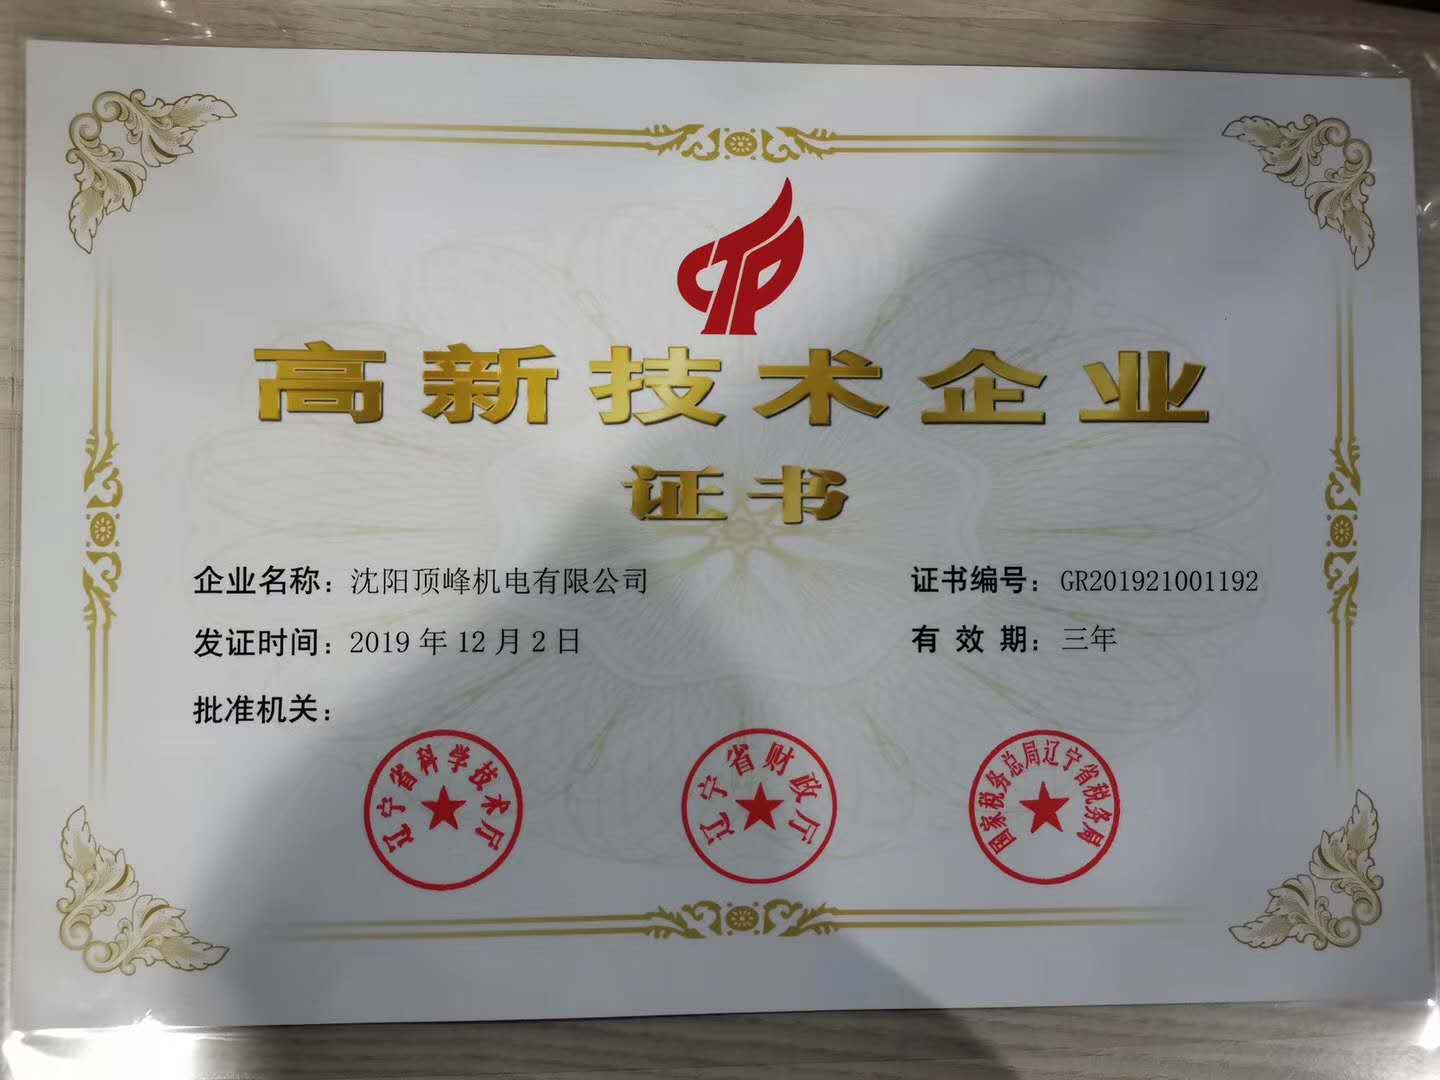 高新技术企业
证书
企业名称：沈阳顶峰机电有限公司
证书编号：GR201921001192
发证时间：2019年12月2日
有效期：三年
批准机关：
辽宁省科学技术厅
辽宁省财政厅
国家税务总局辽宁省税务局